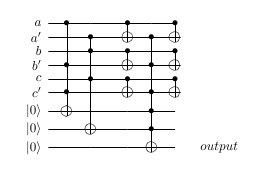 a
a′
b
b′
c
c′
|0⟩
|0⟩
|0⟩ output